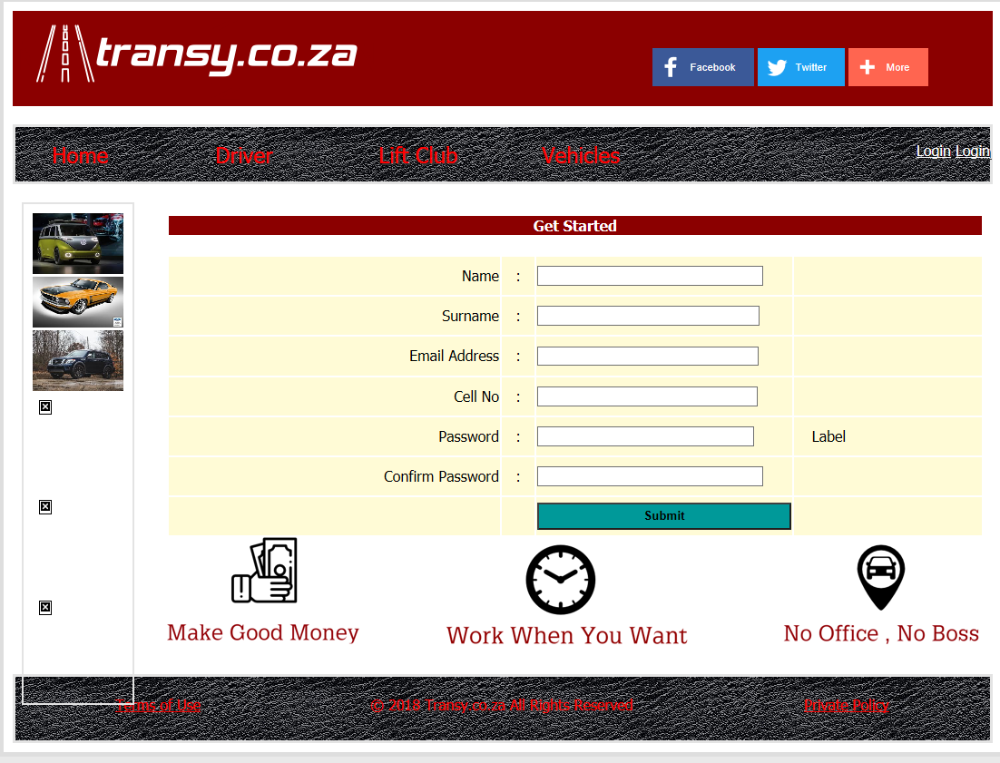 transy.co.za
Facebook Twitter More
Home Driver Lift Club Vehicles Login Login
Get Started
Name :
Surname :
Email Address :
Cell No :
Password : Label
Confirm Password :
Submit
Make Good Money Work When You Want No Office , No Boss
Terms of Use © 2018 Transy.co.za All Rights Reserved Private Policy